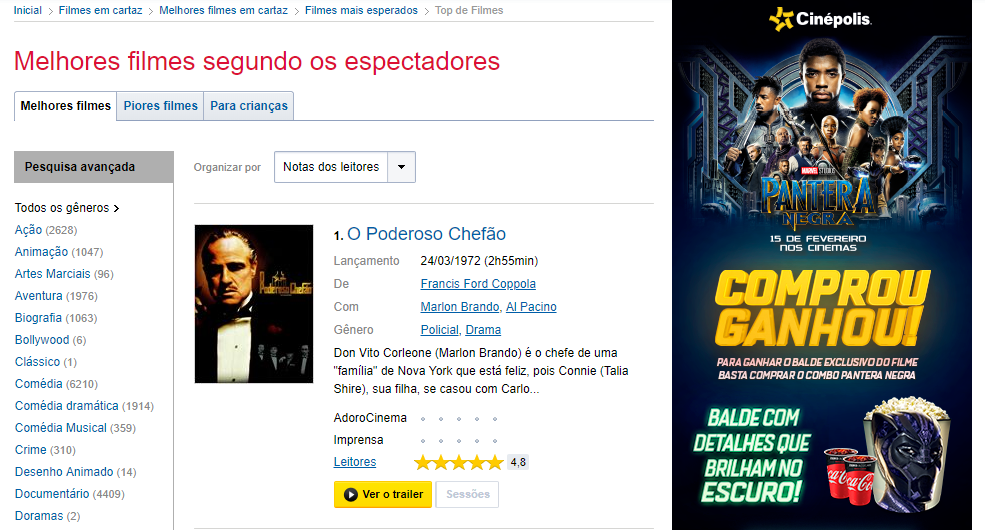 Inicial > Filmes em cartaz > Melhores filmes em cartaz > Filmes mais esperados > Top de Filmes
Melhores filmes segundo os espectadores
Melhores filmes Piores filmes Para crianças
Pesquisa avançada
Todos os gêneros
Ação (2628)
Animação (1047)
Artes Marciais (96)
Aventura (1976)
Biografia (1063)
Bollywood (6)
Clássico (1)
Comédia (6210)
Comédia dramática (1914)
Comédia Musical (359)
Crime (310)
Desenho Animado (14)
Documentário (4409)
Doramas (2)
Organizar por Notas dos leitores
Poderoso Chefão
1. O Poderoso Chefão
Lançamento 24/03/1972 (2h55min)
De Francis Ford Coppola
Com Marlon Brando, Al Pacino
Gênero Policial, Drama
Don Vito Corleone (Marlon Brando) é o chefe de uma
"família" de Nova York que está feliz, pois Connie (Talia
Shire), sua filha, se casou com Carlo...
AdoroCinema
Imprensa
Leitores 4,8
Ver o trailer Sessões
Cinépolis
MARVEL STUDIOS
PANTERA
NEGRA
15 DE FEVEREIRO
NOS CINEMAS
COMPROU
GANHOU!
PARA GANHAR O BALDE EXCLUSIVO DO FILME
BASTA COMPRAR O COMBO PANTERA NEGRA
BALDE COM
DETALHES QUE
BRILHAM NO
ESCURO!